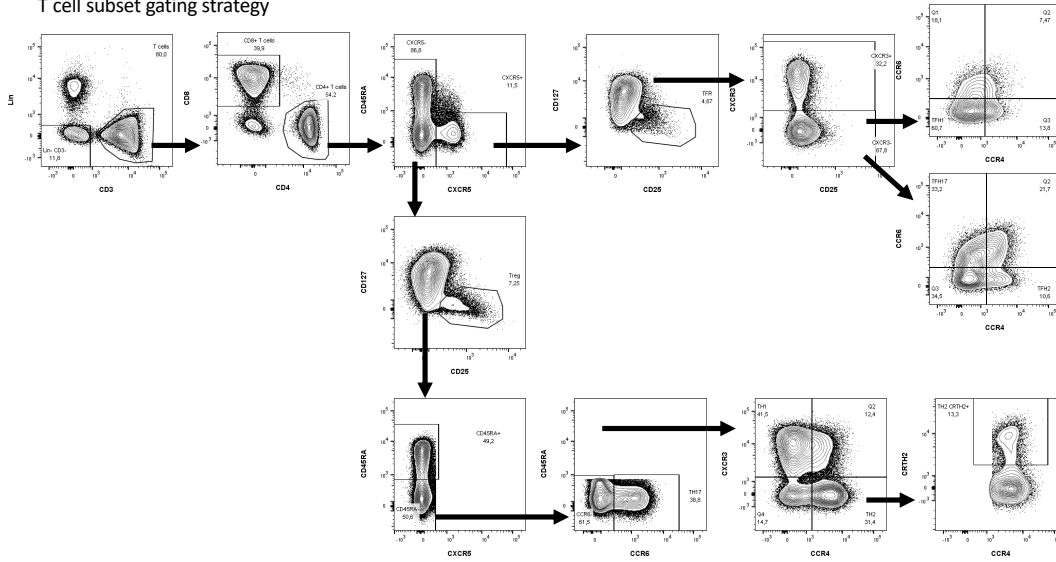 T cell subset gating strategy
T cells
80,0
Lin- CD3-
11,8
Lin
CD3
CD8+ T cells
39,9
CD4+ T cells
54,2
CD8
CD4
CXCR5-
86,8
CXCR5+
11,5
CD45RA
CXCR5
TFR
4,67
CD127
CD25
CXCR3+
32,2
CXCR3-
67,8
CXCR3
CD25
Q1
18,1
Q2
7,47
TFH1
60,7
Q3
13,8
CCR6
CCR4
TFH17
33,2
Q2
21,7
Q3
34,5
TFH2
10,6
CCR6
CCR4
Treg
7,25
CD127
CD25
CD45RA+
49,2
CD45RA-
50,6
CD45RA
CXCR5
TH17
38,8
CCR6-
61,5
CD45RA
CCR6
TH1
41,5
Q2
12,4
Q4
14,7
TH2
31,4
CXCR3
CCR4
TH2 CRTH2+
13,3
CRTH2
CCR4